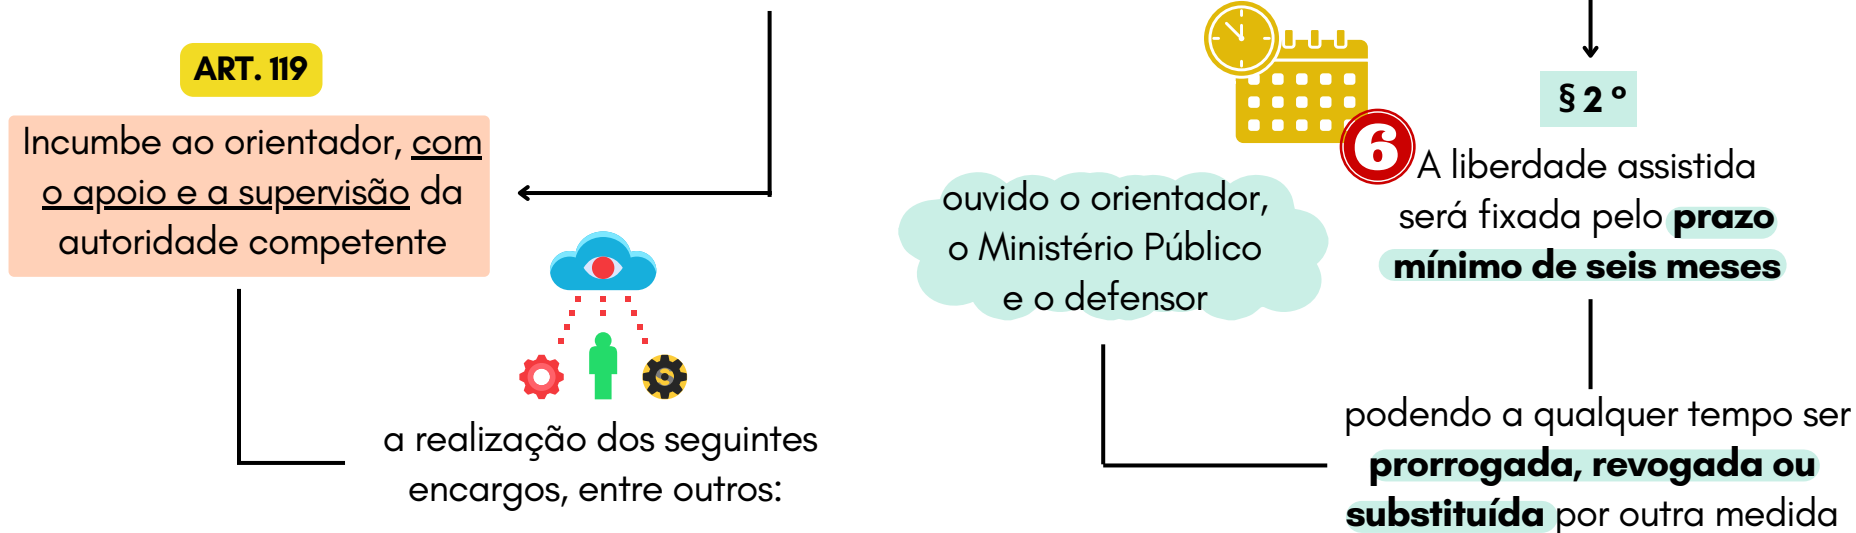 ART. 119
Incumbe ao orientador, com
o apoio e a supervisão da
autoridade competente
a realização dos seguintes
encargos, entre outros:
6
§ 2 º
A liberdade assistida
será fixada pelo prazo
mínimo de seis meses
podendo a qualquer tempo ser
prorrogada, revogada ou
substituída por outra medida
ouvido o orientador,
o Ministério Público
e o defensor